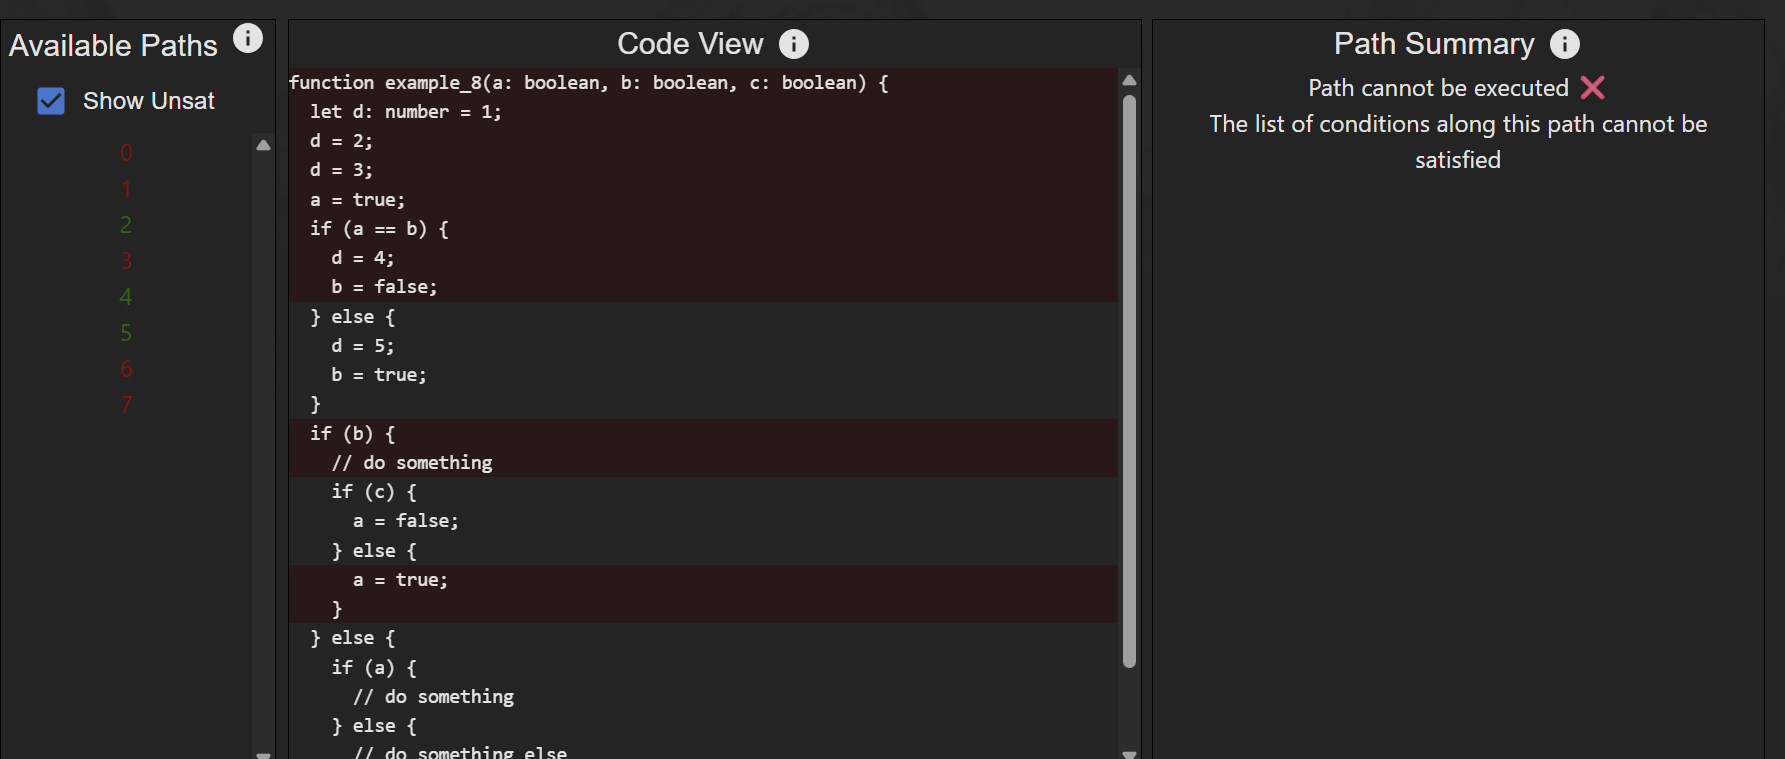 Available Paths
Show Unsat
0
1
2
3
4
5
6
7
Code View
function example_8(a: boolean, b: boolean, c: boolean) {
  let d: number = 1;
  d = 2;
  d = 3;
  a = true;
  if (a == b) {
    d = 4;
    b = false;
  } else {
    d = 5;
    b = true;
  }
  if (b) {
    // do something
    if (c) {
      a = false;
    } else {
      a = true;
    }
  } else {
    if (a) {
      // do something
    } else {
      // do something else
Path Summary
Path cannot be executed ❌
The list of conditions along this path cannot be
satisfied